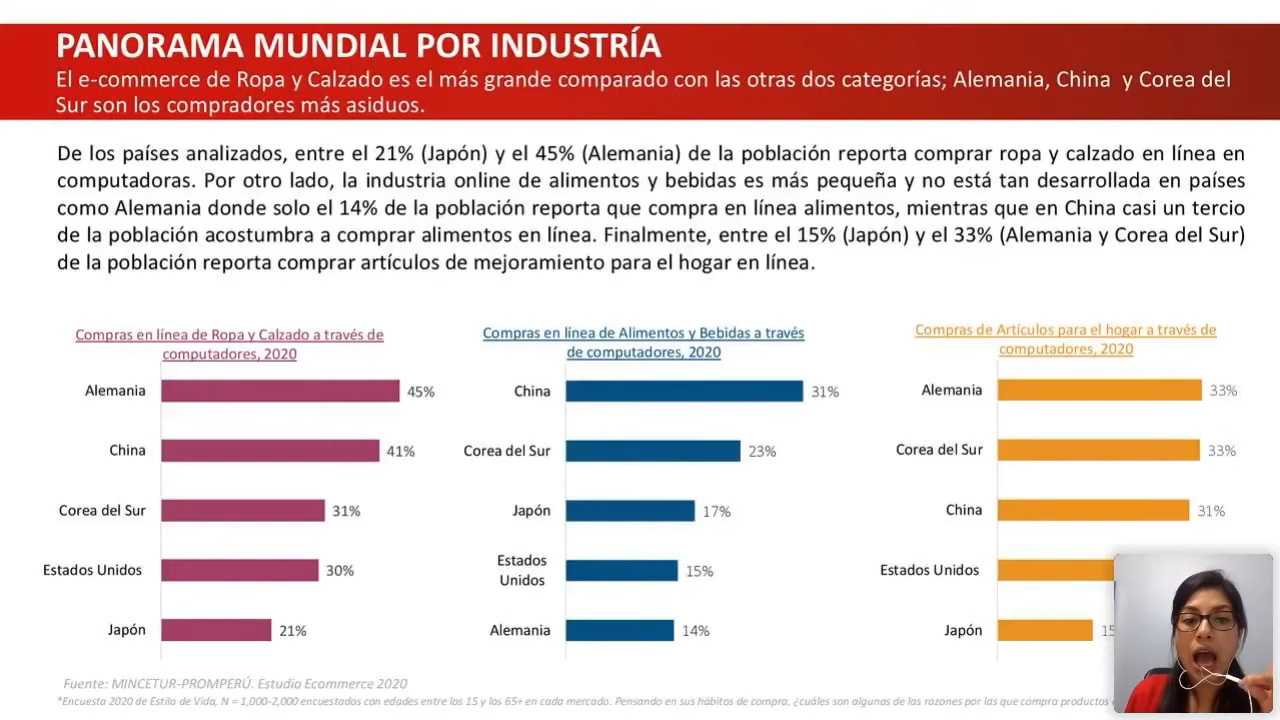 PANORAMA MUNDIAL POR INDUSTRÍA
El e-commerce de Ropa y Calzado es el más grande comparado con las otras dos categorías; Alemania, China y Corea del
Sur son los compradores más asiduos.
De los países analizados, entre el 21% (Japón) y el 45% (Alemania) de la población reporta comprar ropa y calzado en línea en
computadoras. Por otro lado, la industria online de alimentos y bebidas es más pequeña y no está tan desarrollada en países
como Alemania donde solo el 14% de la población reporta que compra en línea alimentos, mientras que en China casi un tercio
de la población acostumbra a comprar alimentos en línea. Finalmente, entre el 15% (Japón) y el 33% (Alemania y Corea del Sur)
de la población reporta comprar artículos de mejoramiento para el hogar en línea.
Compras en línea de Ropa y Calzado a través de
computadores, 2020
Alemania 45%
China 41%
Corea del Sur 31%
Estados Unidos 30%
Japón 21%
Compras en línea de Alimentos y Bebidas a través
de computadores, 2020
China 31%
Corea del Sur 23%
Japón 17%
Estados
Unidos 15%
Alemania 14%
Compras de Artículos para el hogar a través de
computadores, 2020
Alemania 33%
Corea del Sur 33%
China 31%
Estados Unidos
Japón 15
Fuente: MINCETUR-PROMPERÚ. Estudio Ecommerce 2020
*Encuesta 2020 de Estilo de Vida, N = 1,000-2,000 encuestados con edades entre los 15 y los 65+ en cada mercado. Pensando en sus hábitos de compra, ¿cuáles son algunas de las razones por las que compra productos